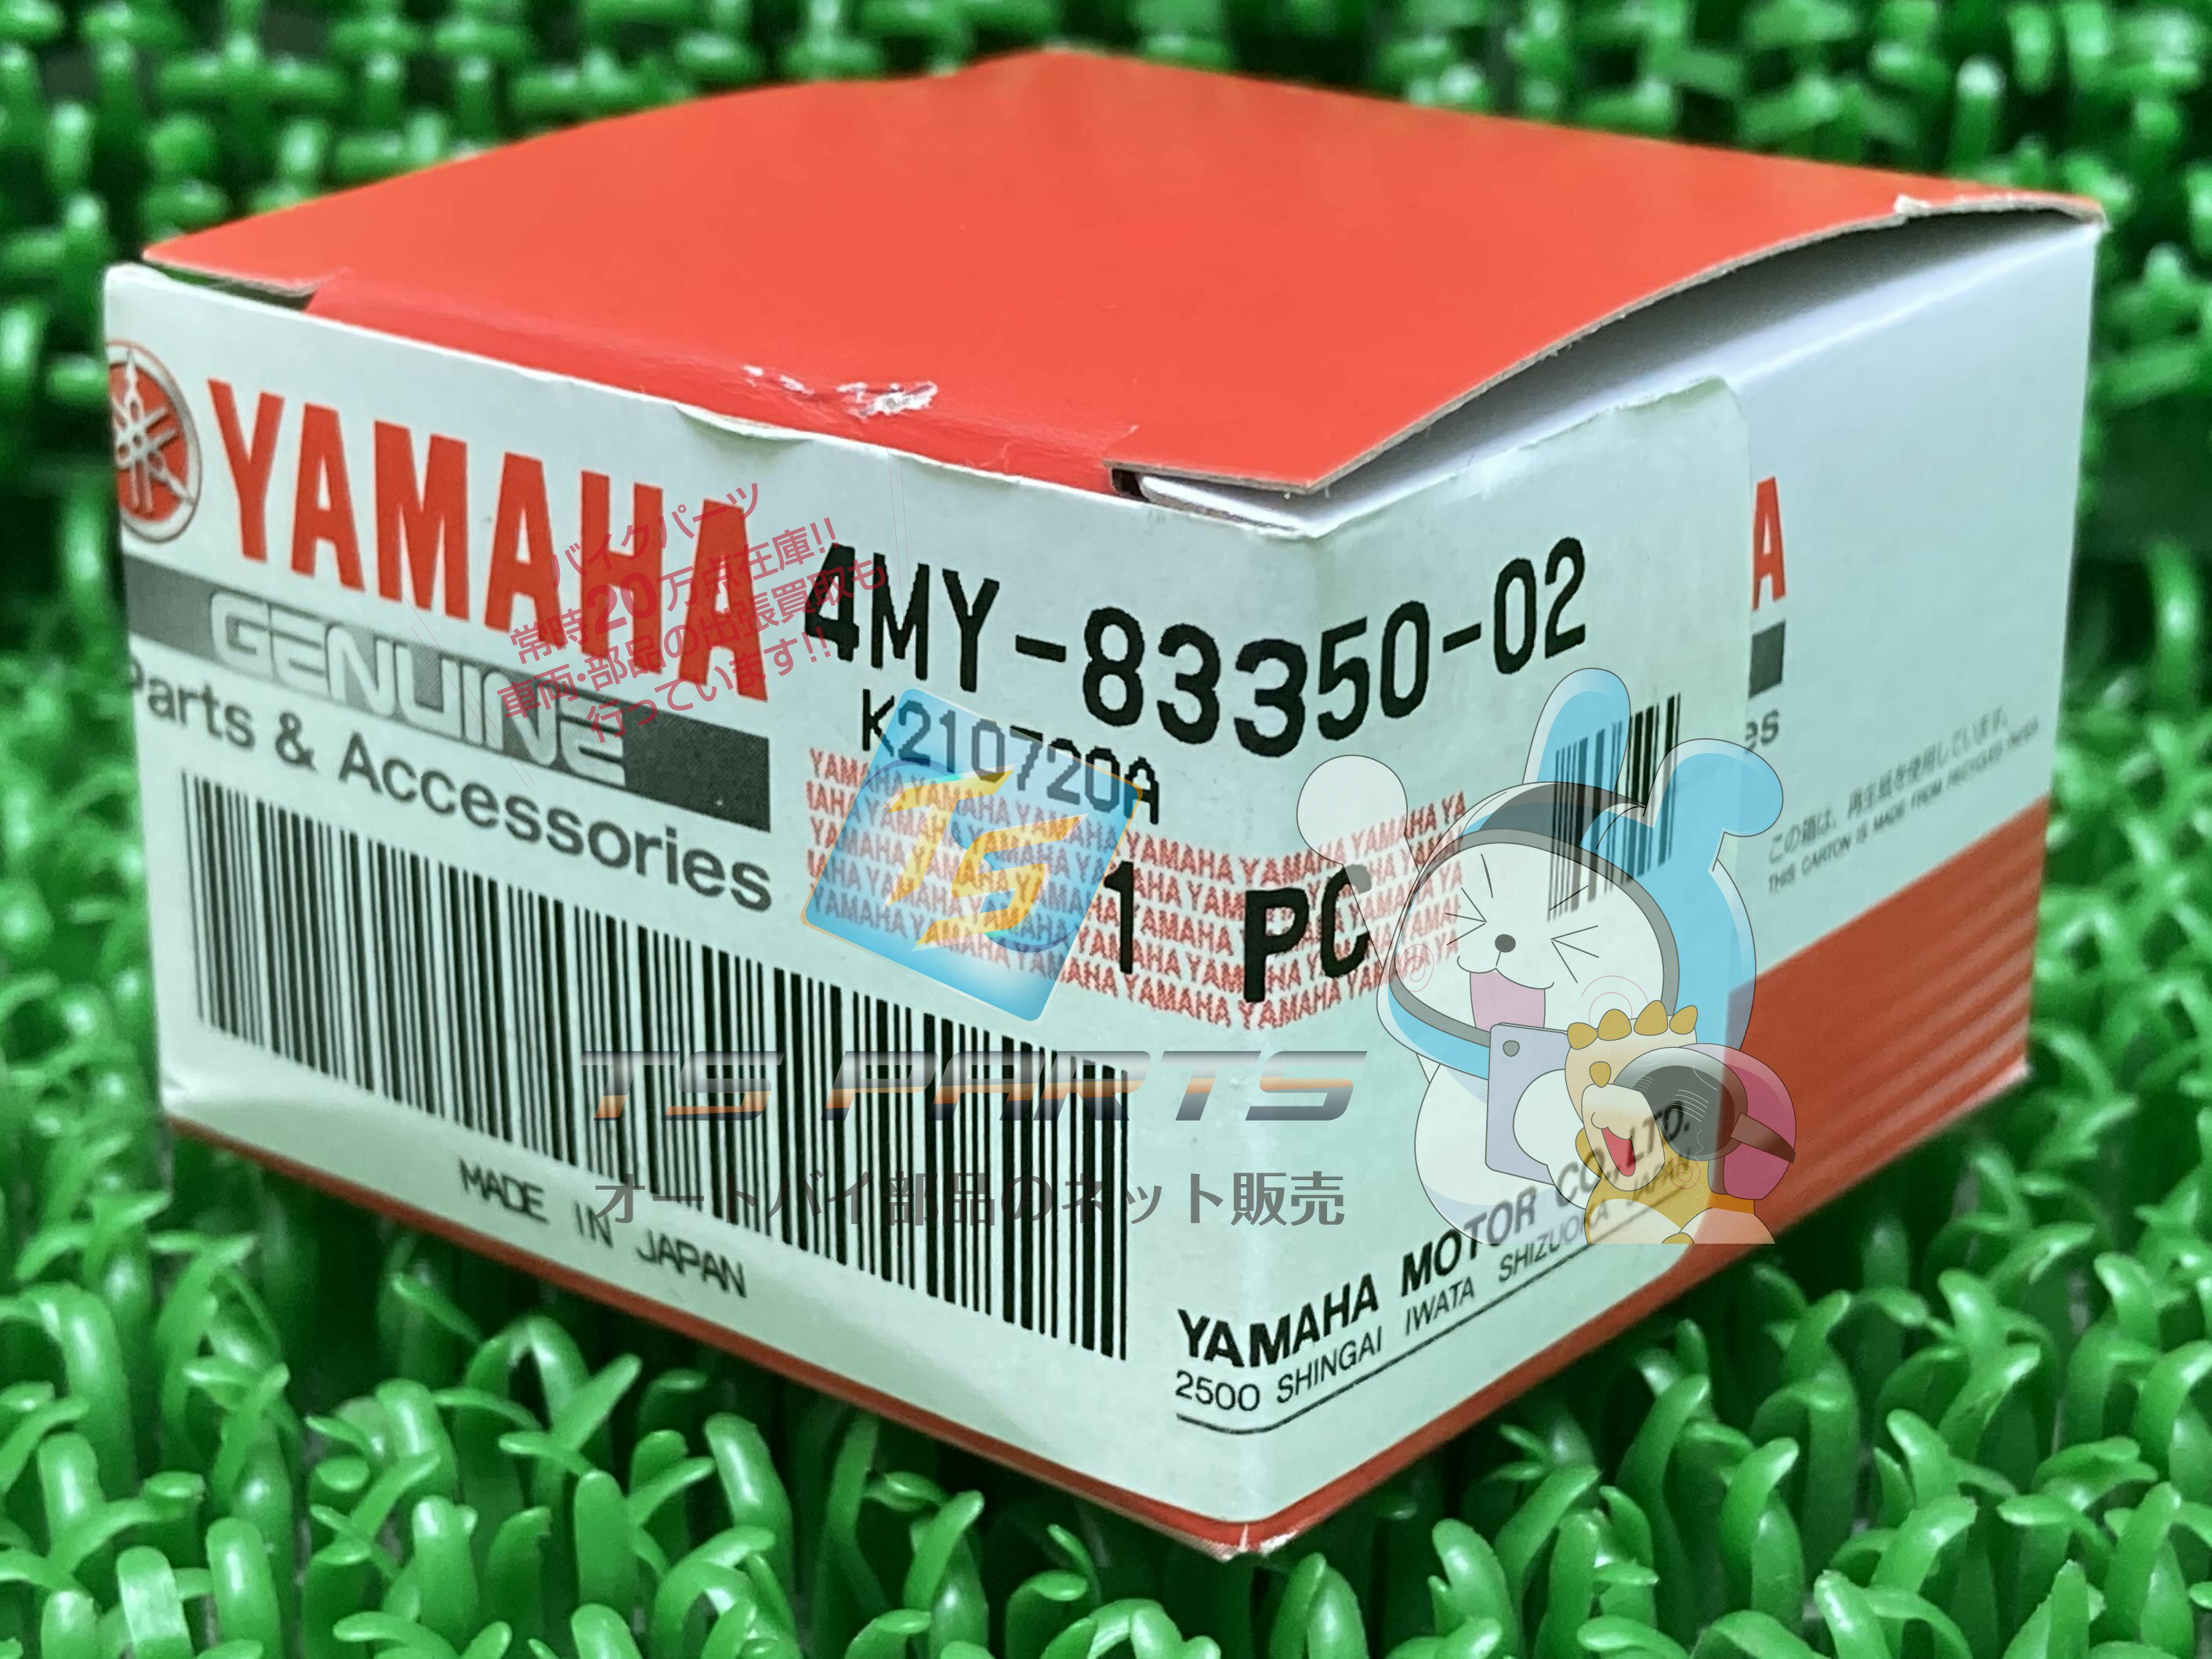 YAMAHA
GENUINE
Parts & Accessories
MADE IN JAPAN
4MY-83350-02
K210720A
1 PC
YAMAHA MOTOR CO., LTD.
2500 SHINGAI IWATA SHIZUOKA JAPAN
A
es
この箱は、再生紙を使用しています。
THIS CARTON IS MADE FROM RECYCLED PAPER
バイクパーツ
常時20万点在庫!!
車両・部品の出張買取も
行っています!!
TS
TS PARTS
オートバイ部品のネット販売